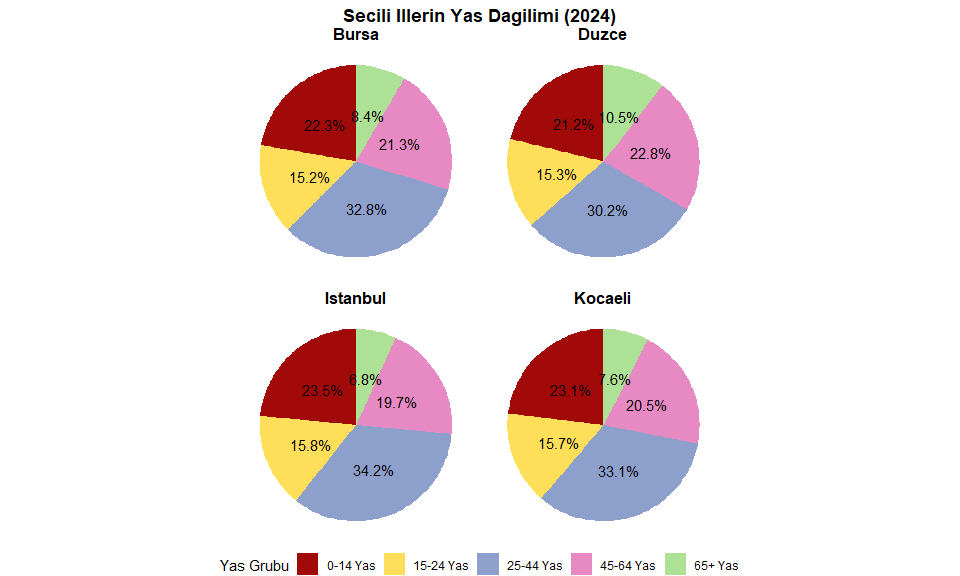 Secili Illerin Yas Dagilimi (2024)
Bursa
Duzce
8.4%
22.3%
21.3%
15.2%
32.8%
10.5%
21.2%
22.8%
15.3%
30.2%
Istanbul
Kocaeli
6.8%
23.5%
19.7%
15.8%
34.2%
7.6%
23.1%
20.5%
15.7%
33.1%
Yas Grubu
0-14 Yas
15-24 Yas
25-44 Yas
45-64 Yas
65+ Yas